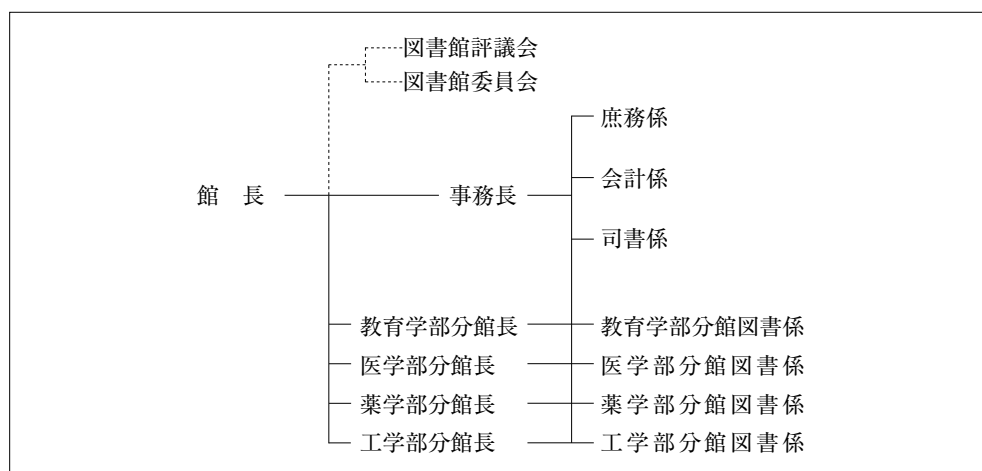 図書館評議会
図書館委員会
庶務係
会計係
館 長 事務長
司書係
教育学部分館長 教育学部分館図書係
医学部分館長 医学部分館図書係
薬学部分館長 薬学部分館図書係
工学部分館長 工学部分館図書係